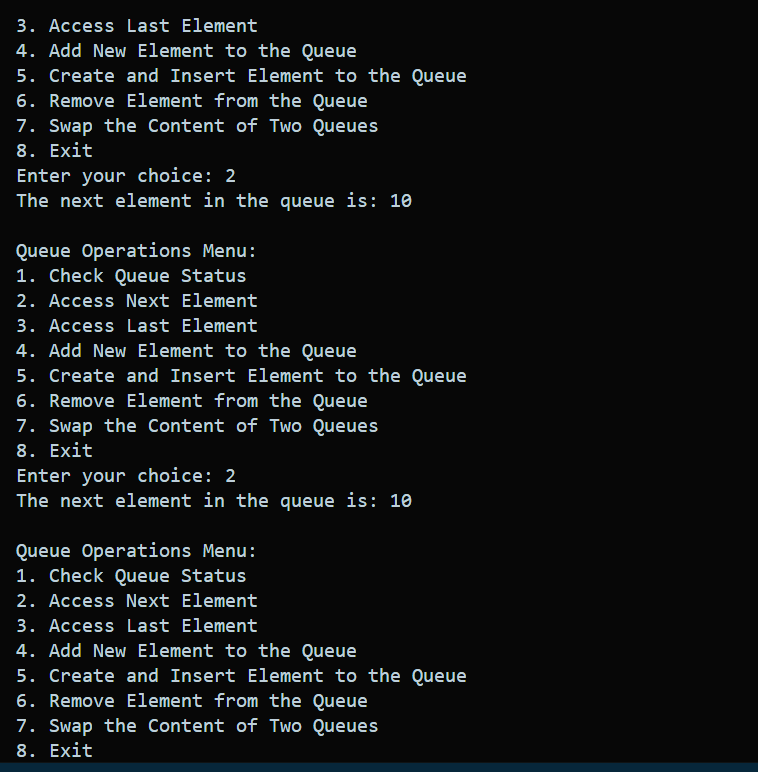 3. Access Last Element
4. Add New Element to the Queue
5. Create and Insert Element to the Queue
6. Remove Element from the Queue
7. Swap the Content of Two Queues
8. Exit
Enter your choice: 2
The next element in the queue is: 10

Queue Operations Menu:
1. Check Queue Status
2. Access Next Element
3. Access Last Element
4. Add New Element to the Queue
5. Create and Insert Element to the Queue
6. Remove Element from the Queue
7. Swap the Content of Two Queues
8. Exit
Enter your choice: 2
The next element in the queue is: 10

Queue Operations Menu:
1. Check Queue Status
2. Access Next Element
3. Access Last Element
4. Add New Element to the Queue
5. Create and Insert Element to the Queue
6. Remove Element from the Queue
7. Swap the Content of Two Queues
8. Exit